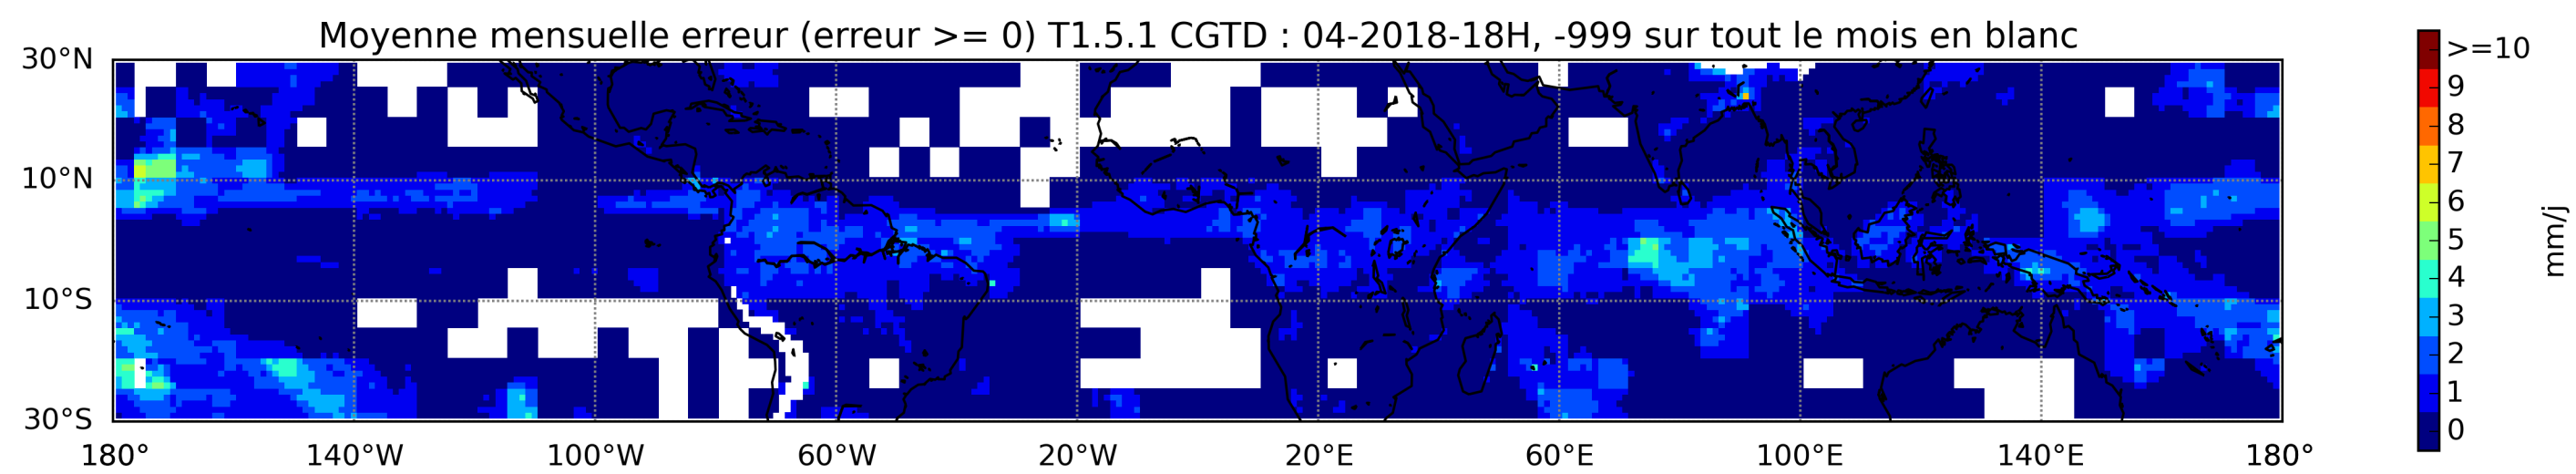 Moyenne mensuelle erreur (erreur >= 0) T1.5.1 CGTD : 04-2018-18H, -999 sur tout le mois en blanc
30°N
10°N
10°S
30°S
180° 140°W 100°W 60°W 20°W 20°E 60°E 100°E 140°E 180°
>=10
9
8
7
6
5
4
3
2
1
0
mm/j